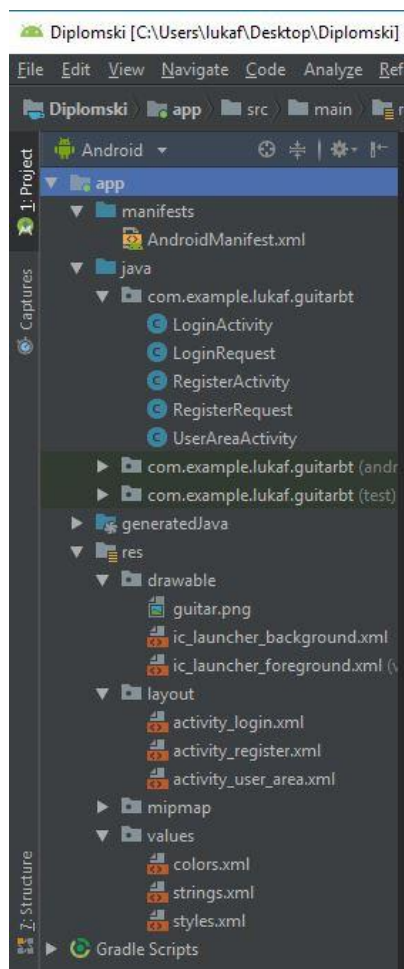 Diplomski [C:\Users\lukaf\Desktop\Diplomski]
File Edit View Navigate Code Analyze Ref
Diplomski app src main
Android
1: Project
Captures
7: Structure
app
manifests
AndroidManifest.xml
java
com.example.lukaf.guitarbt
LoginActivity
LoginRequest
RegisterActivity
RegisterRequest
UserAreaActivity
com.example.lukaf.guitarbt (andr
com.example.lukaf.guitarbt (test)
generatedJava
res
drawable
guitar.png
ic_launcher_background.xml
ic_launcher_foreground.xml (v
layout
activity_login.xml
activity_register.xml
activity_user_area.xml
mipmap
values
colors.xml
strings.xml
styles.xml
Gradle Scripts